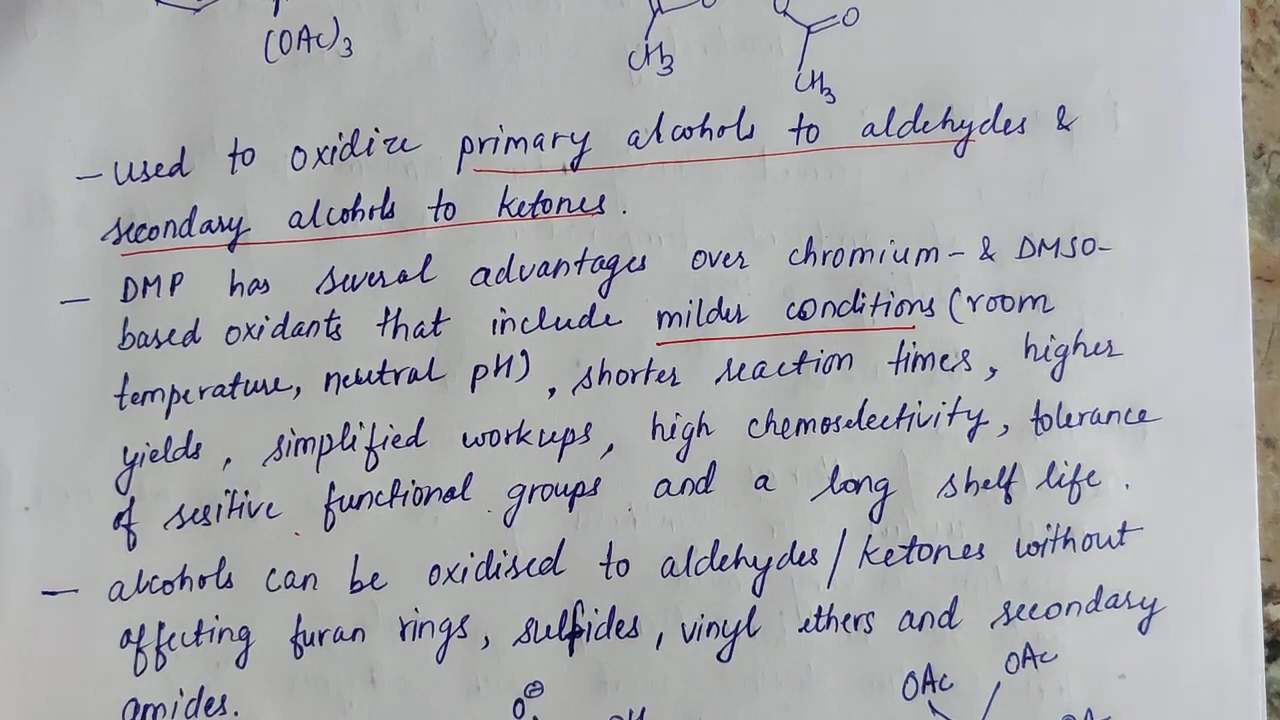 (OAc)3
CH3
O
CH3
- used to oxidize primary alcohols to aldehydes &
secondary alcohols to ketones.
- DMP has several advantages over chromium- & DMSO-
based oxidants that include milder conditions (room
temperature, neutral pH), shorter reaction times, higher
yields, simplified workups, high chemoselectivity, tolerance
of sesitive functional groups and a long shelf life.
- alcohols can be oxidised to aldehydes/ketones without
affecting furan rings, sulfides, vinyl ethers and secondary
amides.
O⊖
OAc
OAc